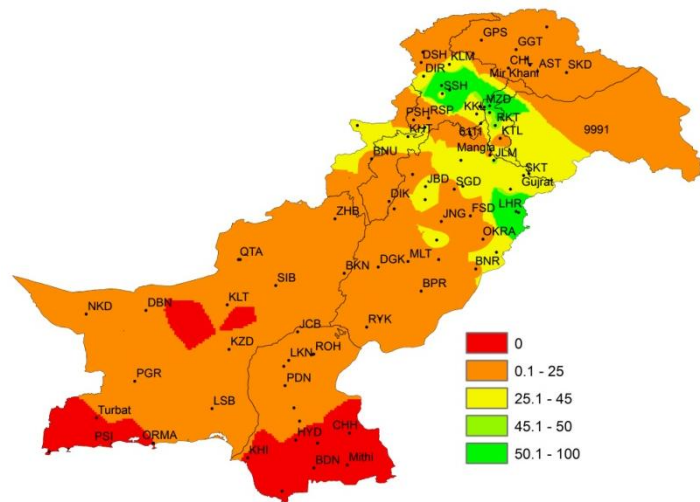 GPS
GGT
DSH KLM
CHL
AST SKD
Mir Khani
DIR
SSH
MZD
KKL
PSH RSP
RKT
KHT
KTL
9991
Mangla
JLM
BNU
SKT
Gujrat
JBD SGD
DIK
LHR
FSD
JNG
ZHB
OKRA
QTA
MLT
DGK
BNR
BKN
SIB
BPR
NKD DBN KLT
RYK
JCB
KZD
ROH
LKN
PGR
PDN
LSB
Turbat
PSI ORMA
HYD CHH
KHI
BDN Mithi
0
0.1 - 25
25.1 - 45
45.1 - 50
50.1 - 100